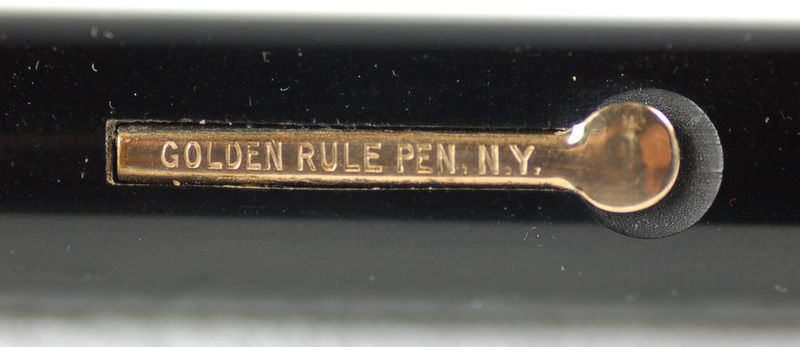 GOLDEN RULE PEN. N.Y.